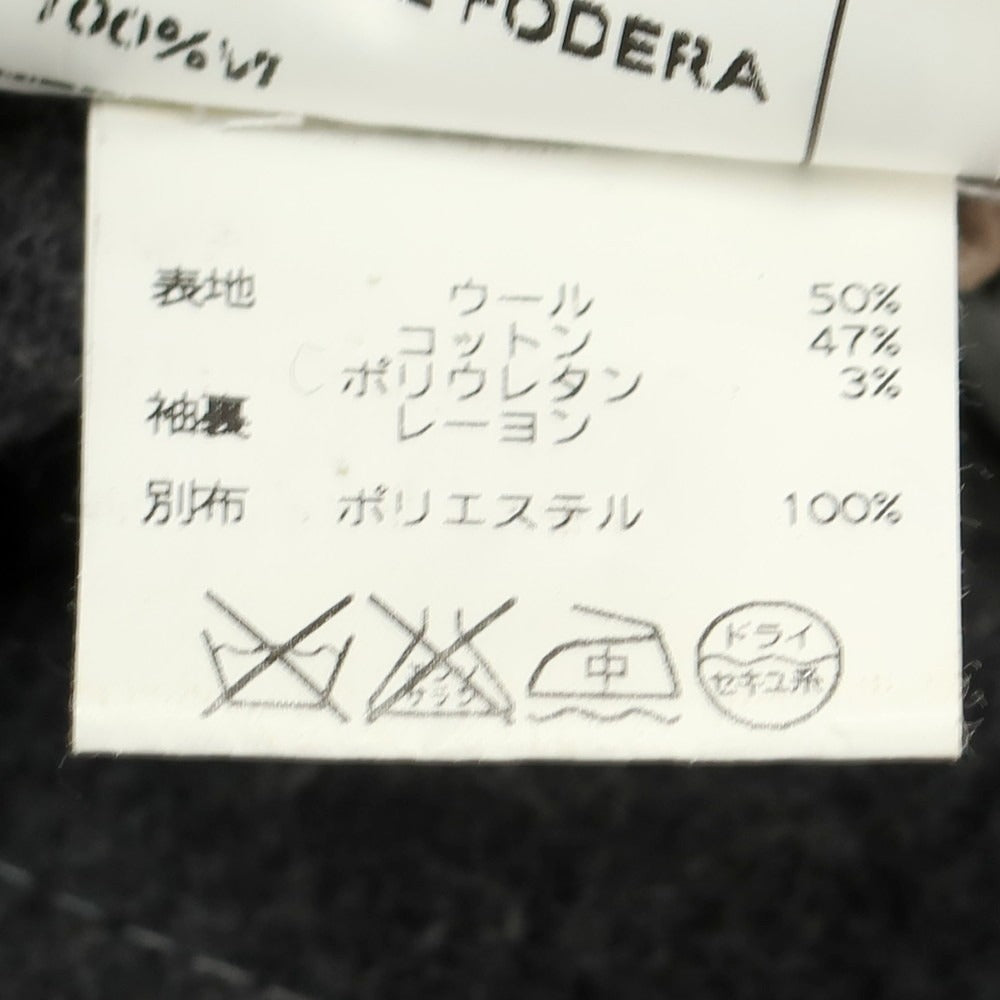 FODERA
100%
表地 ウール 50%
コットン 47%
ポリウレタン 3%
袖裏 レーヨン
別布 ポリエステル 100%
中
ドライ
セキユ系